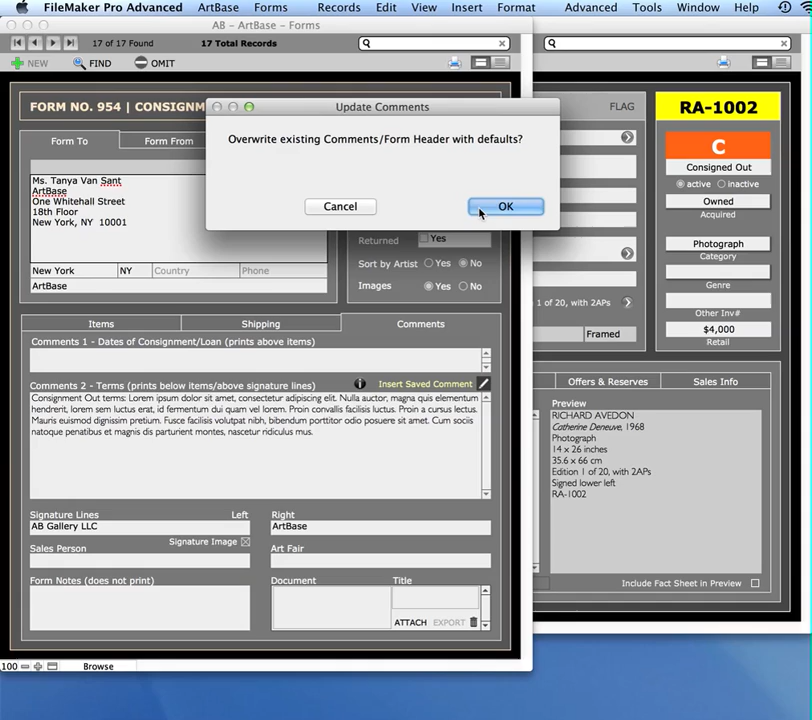 FileMaker Pro Advanced ArtBase Forms Records Edit View Insert Format Advanced Tools Window Help
AB - ArtBase - Forms
17 of 17 Found 17 Total Records
NEW FIND OMIT
FORM NO. 954 | CONSIGNM
FLAG
RA-1002
Update Comments
Overwrite existing Comments/Form Header with defaults?
Cancel OK
Form To Form From
Ms. Tanya Van Sant
ArtBase
One Whitehall Street
18th Floor
New York, NY 10001
New York NY Country Phone
ArtBase
Returned Yes
Sort by Artist Yes No
Images Yes No
C
Consigned Out
active inactive
Owned
Acquired
Photograph
Category
Genre
Other Inv#
$4,000
Retail
1 of 20, with 2APs
Framed
Items Shipping Comments
Comments 1 - Dates of Consignment/Loan (prints above items)
Comments 2 - Terms (prints below items/above signature lines) Insert Saved Comment
Consignment Out terms: Lorem ipsum dolor sit amet, consectetur adipiscing elit. Nulla auctor, magna quis elementum
hendrerit, lorem sem luctus erat, id fermentum dui quam vel lorem. Proin convallis facilisis luctus. Proin a cursus lectus.
Mauris euismod dignissim pretium. Fusce facilisis volutpat nibh, bibendum porttitor odio posuere sit amet. Cum sociis
natoque penatibus et magnis dis parturient montes, nascetur ridiculus mus.
Signature Lines Left Right
AB Gallery LLC ArtBase
Sales Person Signature Image Art Fair
Form Notes (does not print) Document Title
ATTACH EXPORT
Offers & Reserves Sales Info
Preview
RICHARD AVEDON
Catherine Deneuve, 1968
Photograph
14 x 26 inches
35.6 x 66 cm
Edition 1 of 20, with 2APs
Signed lower left
RA-1002
Include Fact Sheet in Preview
100 Browse